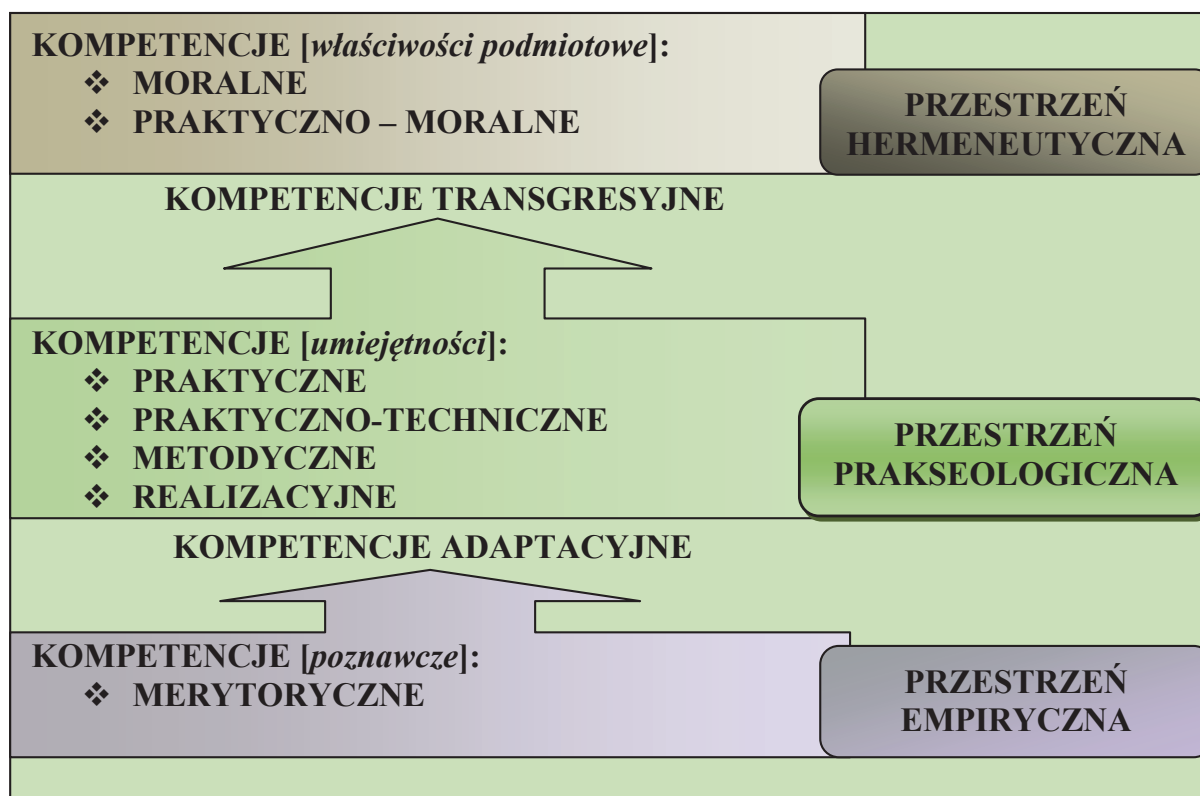 KOMPETENCJE [właściwości podmiotowe]:
❖ MORALNE
❖ PRAKTYCZNO – MORALNE
PRZESTRZEŃ
HERMENEUTYCZNA
KOMPETENCJE TRANSGRESYJNE
KOMPETENCJE [umiejętności]:
❖ PRAKTYCZNE
❖ PRAKTYCZNO-TECHNICZNE
❖ METODYCZNE
❖ REALIZACYJNE
PRZESTRZEŃ
PRAKSEOLOGICZNA
KOMPETENCJE ADAPTACYJNE
KOMPETENCJE [poznawcze]:
❖ MERYTORYCZNE
PRZESTRZEŃ
EMPIRYCZNA